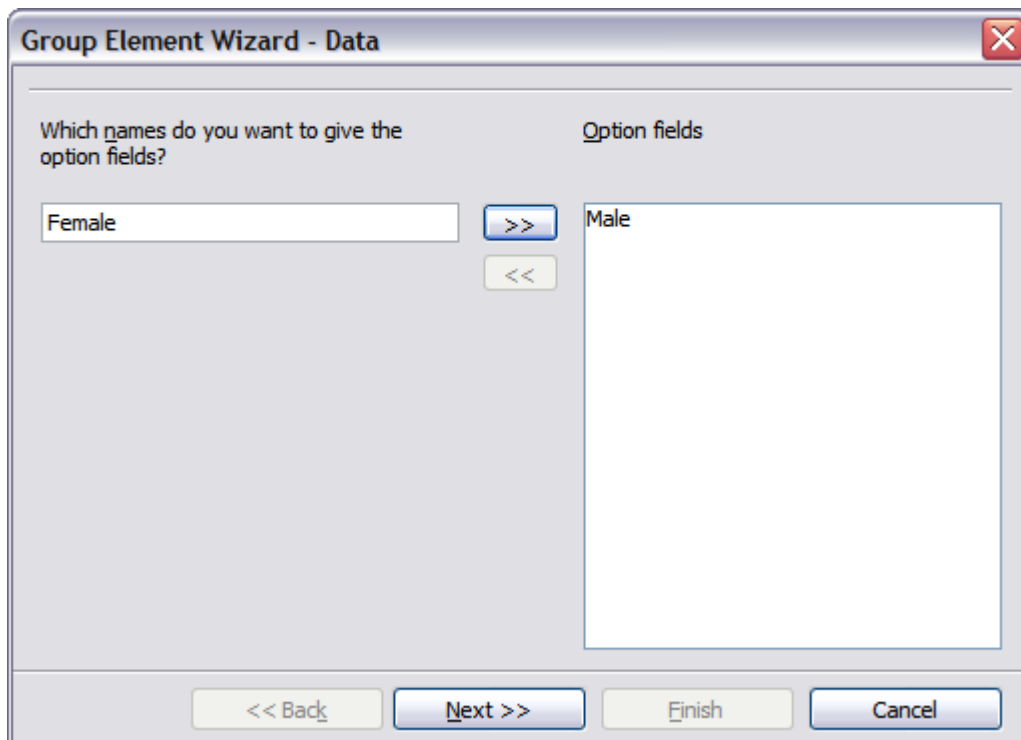 Group Element Wizard - Data
Which names do you want to give the
option fields?
Option fields
Female
>>
Male
<<
<< Back
Next >>
Finish
Cancel